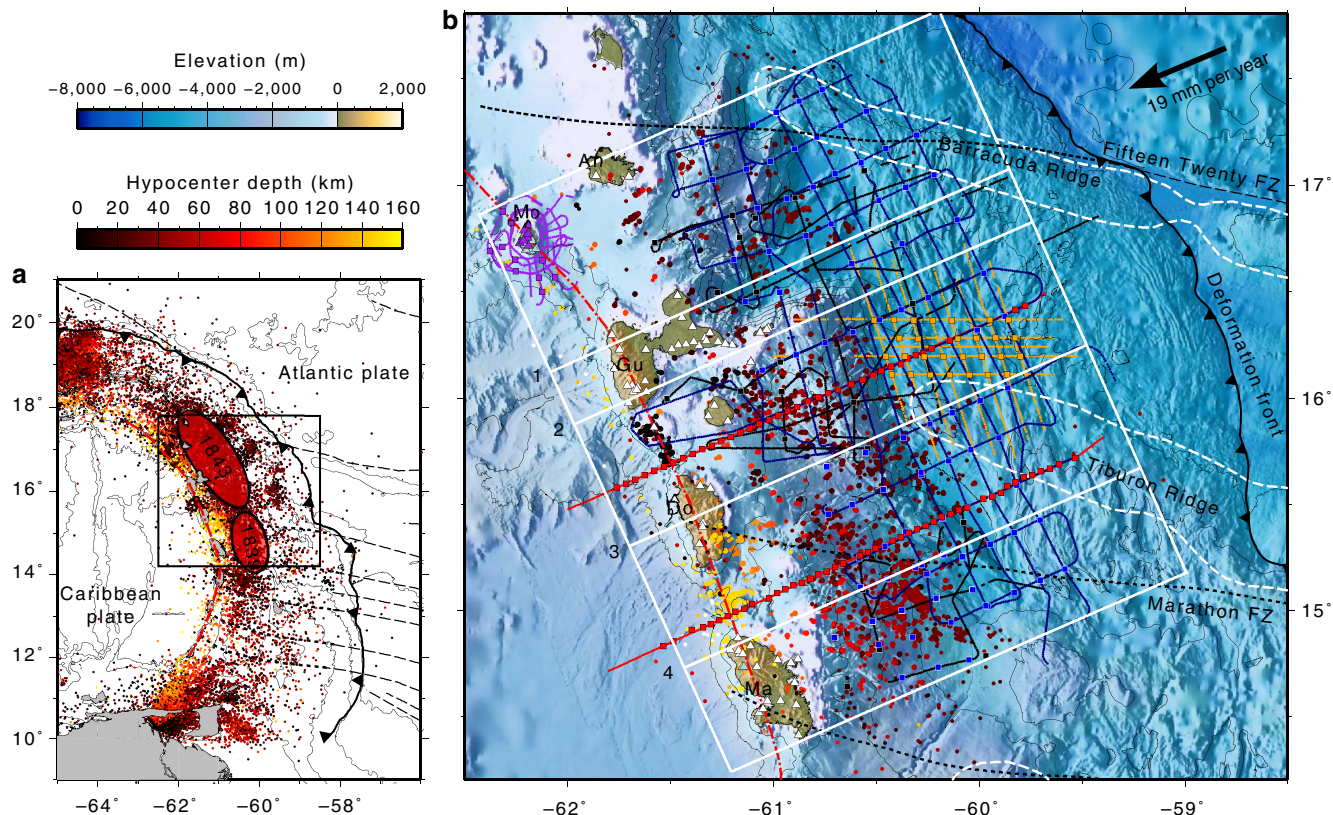 b
Elevation (m)
−8,000 −6,000 −4,000 −2,000 0 2,000
Hypocenter depth (km)
0 20 40 60 80 100 120 140 160
a
20˚
18˚
16˚
14˚
12˚
10˚
−64˚ −62˚ −60˚ −58˚
Atlantic plate
Caribbean
plate
1843
19 mm per year
Barracuda Ridge
Fifteen Twenty FZ
Deformation front
Tiburon Ridge
Marathon FZ
An
Mo
Gu
Do
Ma
1
2
3
4
17˚
16˚
15˚
−62˚ −61˚ −60˚ −59˚